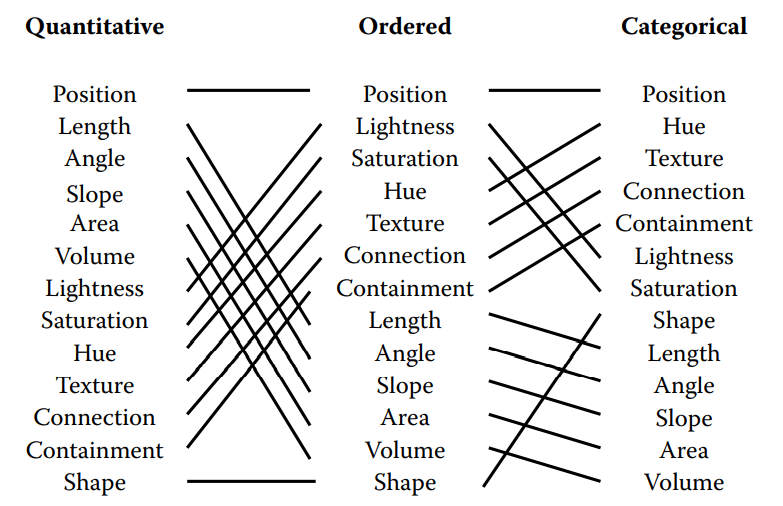 Quantitative Ordered Categorical
Position Position Position
Length Lightness Hue
Angle Saturation Texture
Slope Hue Connection
Area Texture Containment
Volume Connection Lightness
Lightness Containment Saturation
Saturation Length Shape
Hue Angle Length
Texture Slope Angle
Connection Area Slope
Containment Volume Area
Shape Shape Volume